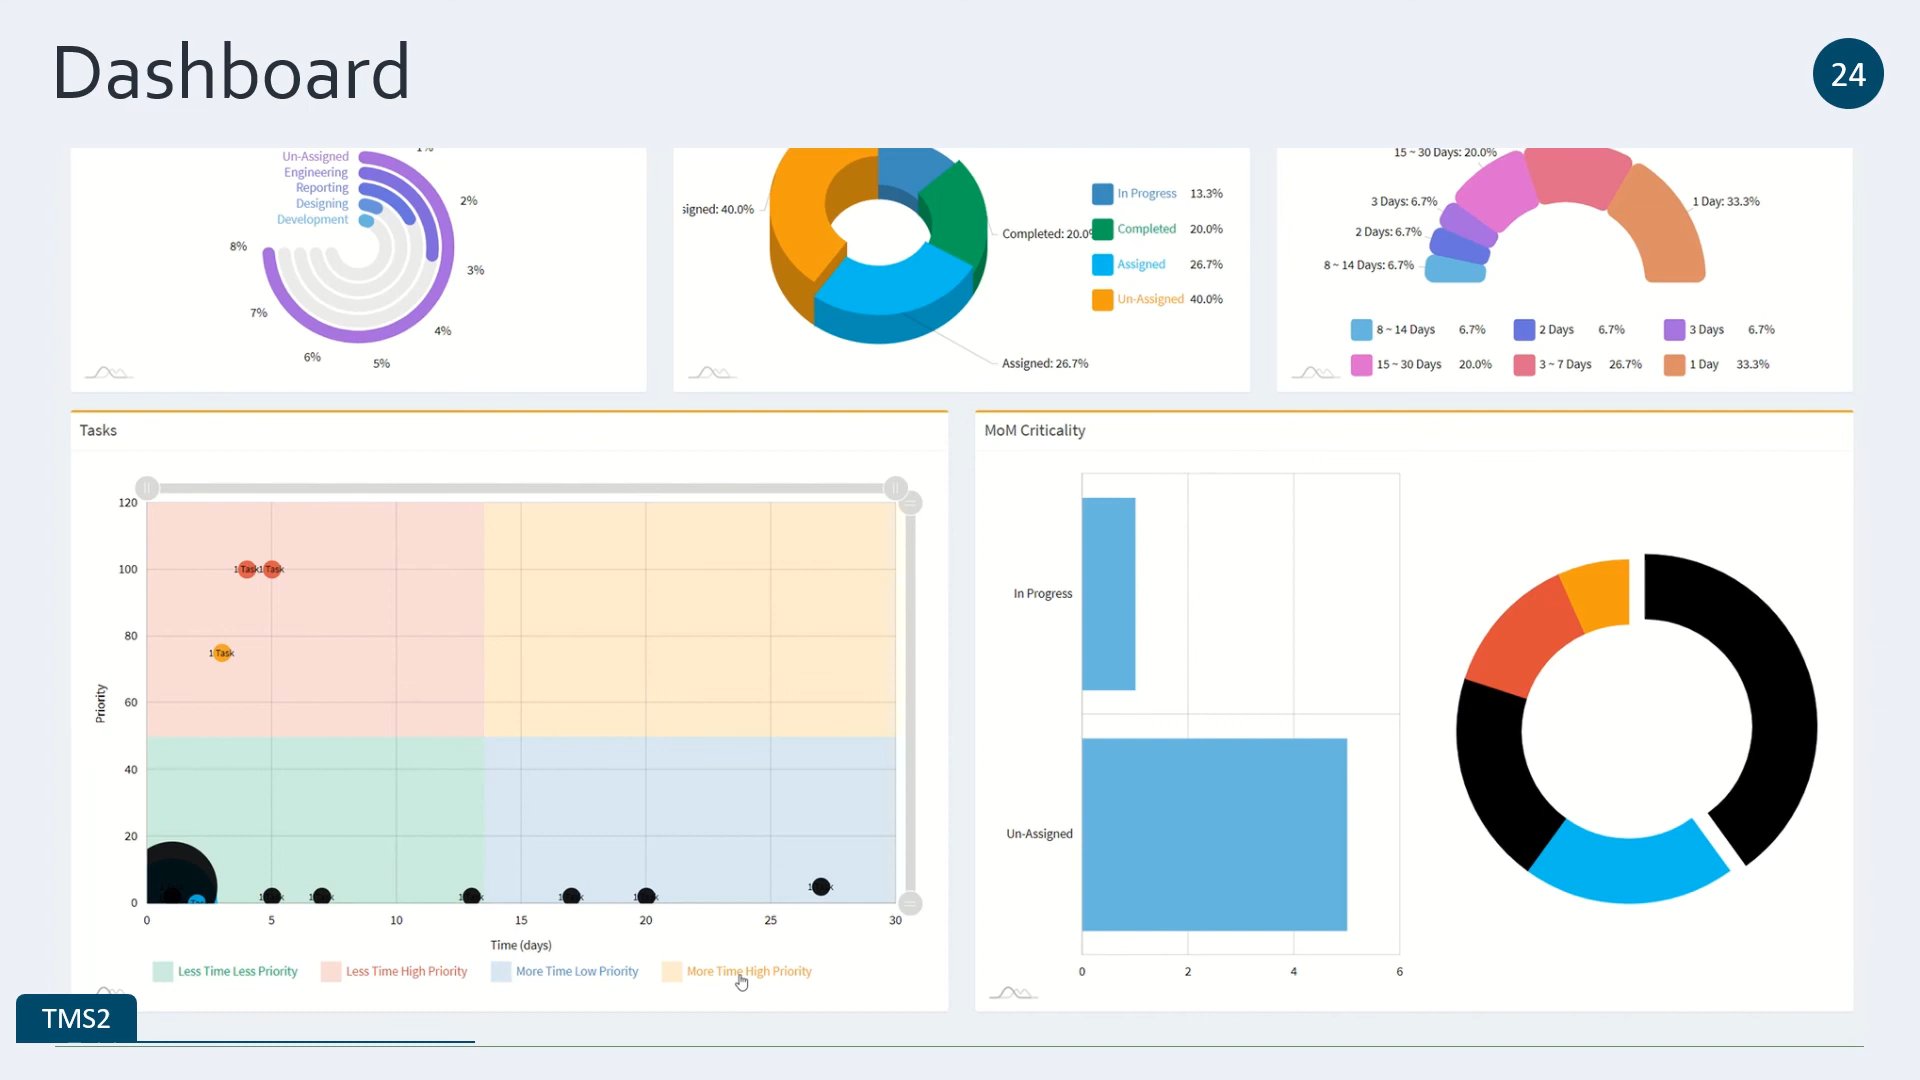 Dashboard
24
Un-Assigned
Engineering
Reporting
Designing
Development
1%
2%
3%
4%
5%
6%
7%
8%
signed: 40.0%
Completed: 20.0%
Assigned: 26.7%
In Progress 13.3%
Completed 20.0%
Assigned 26.7%
Un-Assigned 40.0%
15 ~ 30 Days: 20.0%
3 Days: 6.7%
2 Days: 6.7%
8 ~ 14 Days: 6.7%
1 Day: 33.3%
8 ~ 14 Days 6.7% 2 Days 6.7% 3 Days 6.7%
15 ~ 30 Days 20.0% 3 ~ 7 Days 26.7% 1 Day 33.3%
Tasks
120
100
80
60
40
20
0
Priority
1 Task 1 Task
1 Task
0 5 10 15 20 25 30
Time (days)
Less Time Less Priority Less Time High Priority More Time Low Priority More Time High Priority
MoM Criticality
In Progress
Un-Assigned
0 2 4 6
TMS2